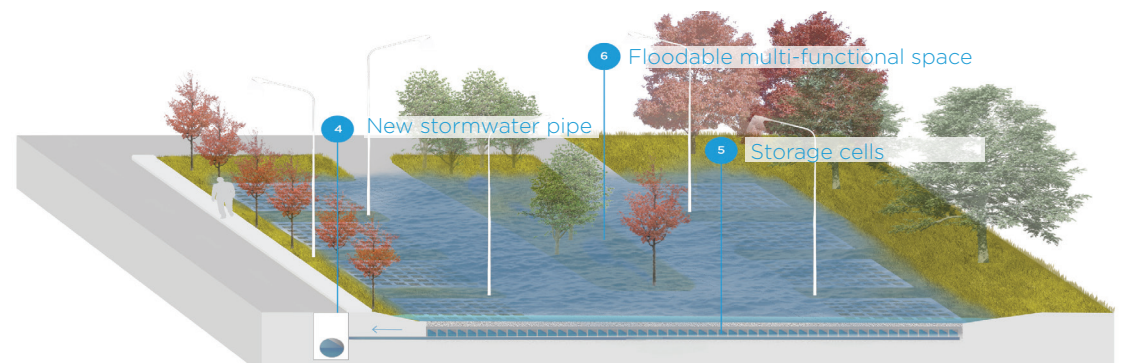 6 Floodable multi-functional space
4 New stormwater pipe
5 Storage cells